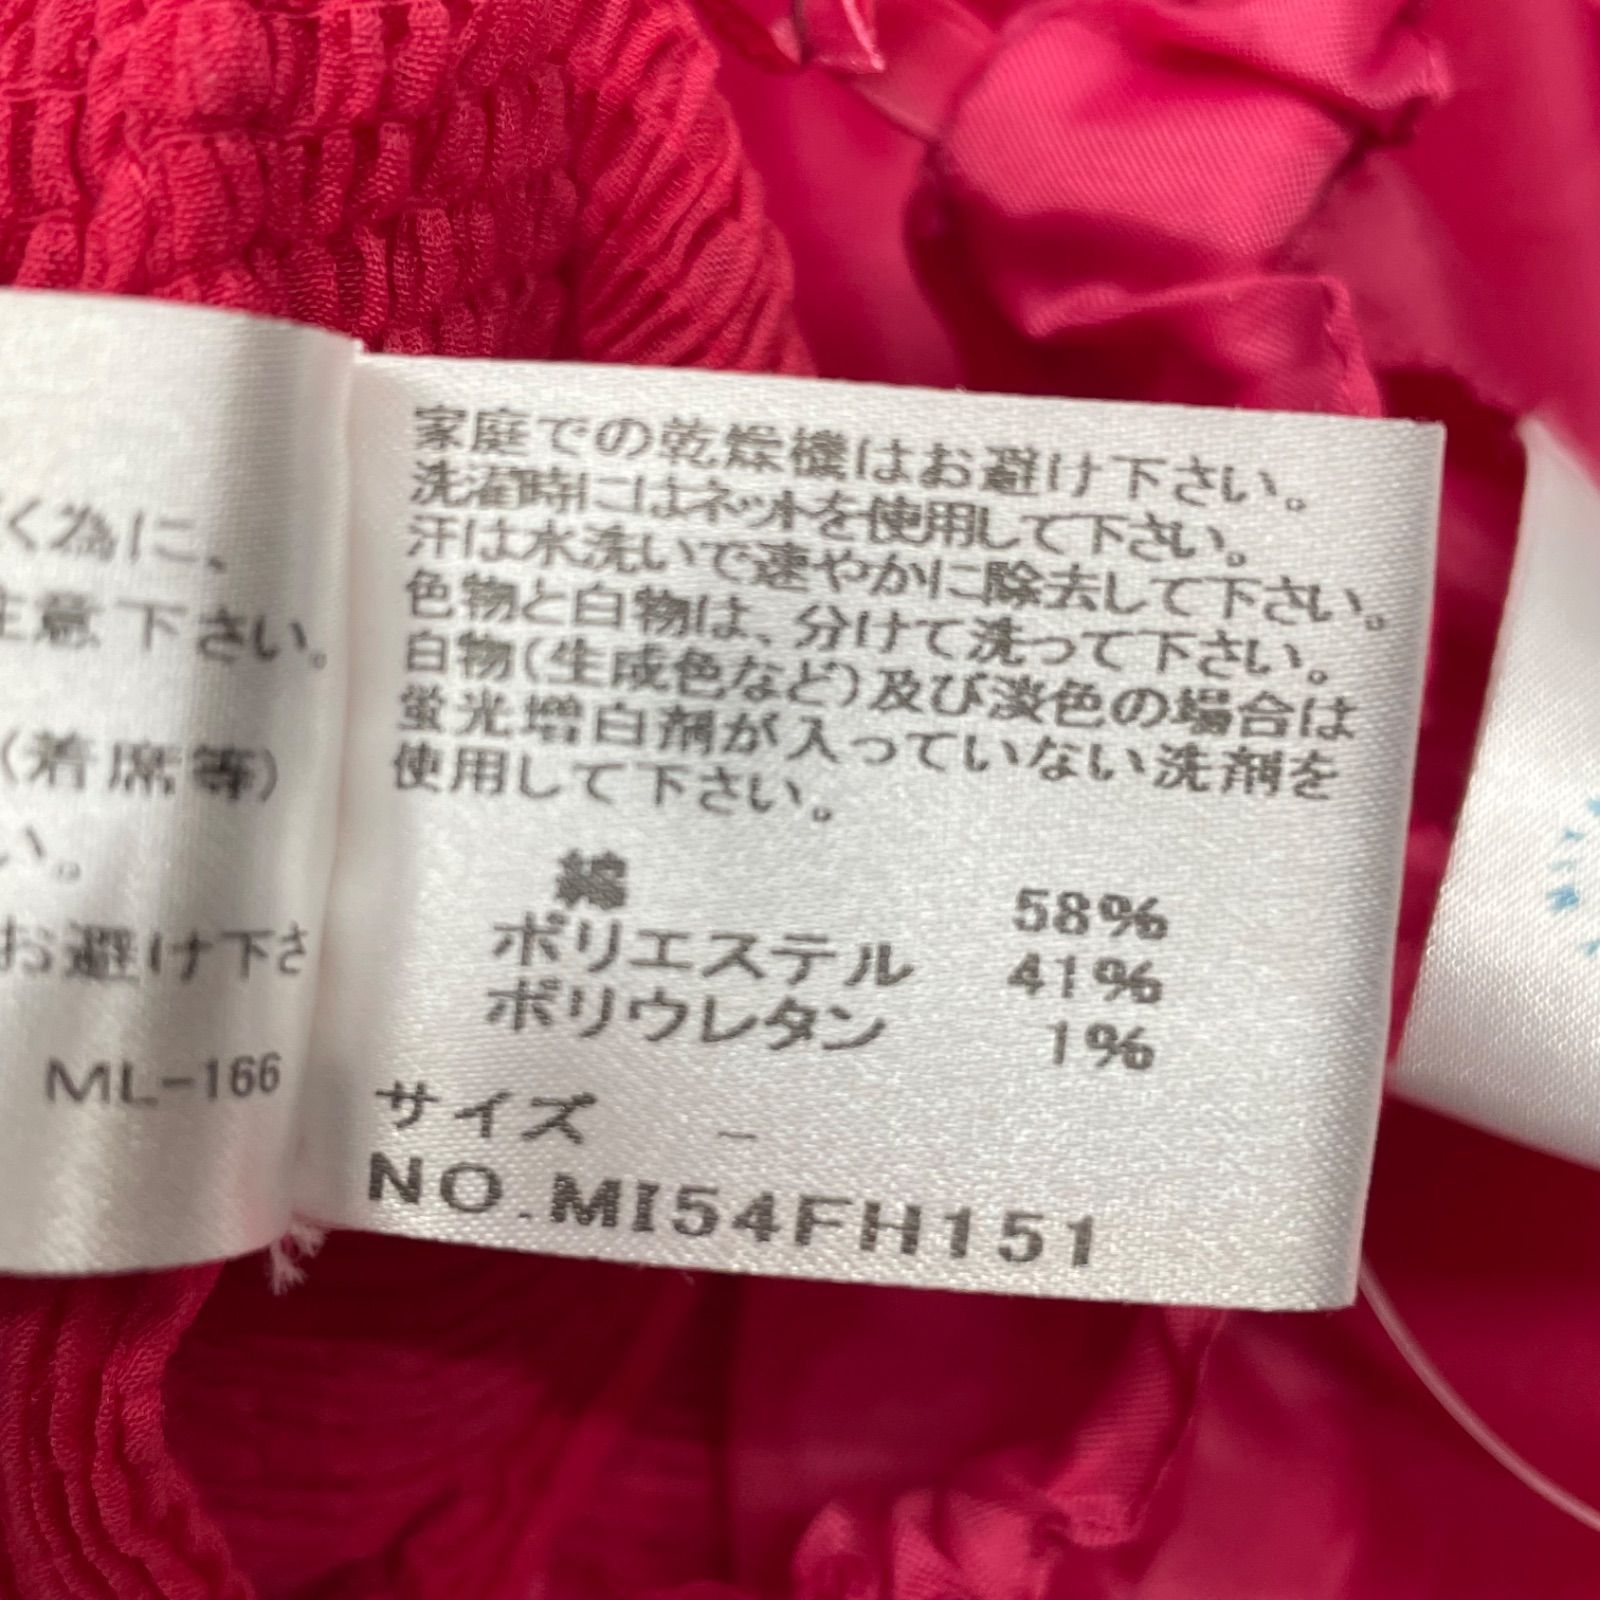 く為に、
注意下さい。
(着席等)
い。
お避け下さ
ML-166
家庭での乾燥機はお避け下さい。
洗濯時にはネットを使用して下さい。
汗は水洗いで速やかに除去して下さい。
色物と白物は、分けて洗って下さい。
白物(生成色など)及び淡色の場合は
蛍光増白剤が入っていない洗剤を
使用して下さい。
綿 58%
ポリエステル 41%
ポリウレタン 1%
サイズ -
NO.MI54FH151